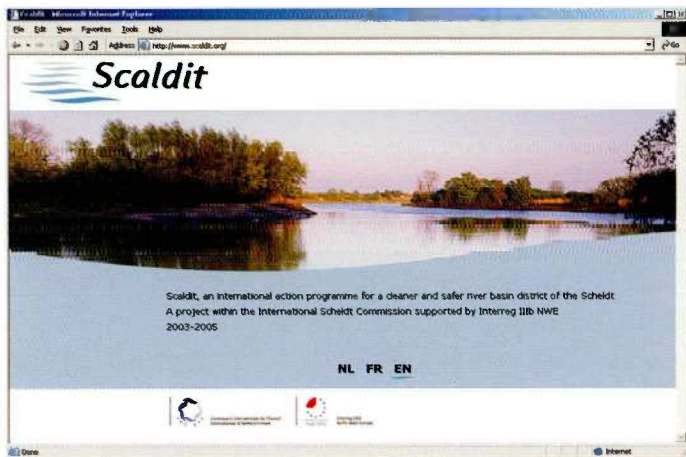 Scaldit - Microsoft Internet Explorer
File Edit View Favorites Tools Help
Address http://www.scaldit.org/ Go
Scaldit
Scaldit, an international action programme for a cleaner and safer river basin district of the Scheldt
A project within the International Scheldt Commission supported by Interreg IIIb NWE
2003-2005
NL FR EN
Done Internet